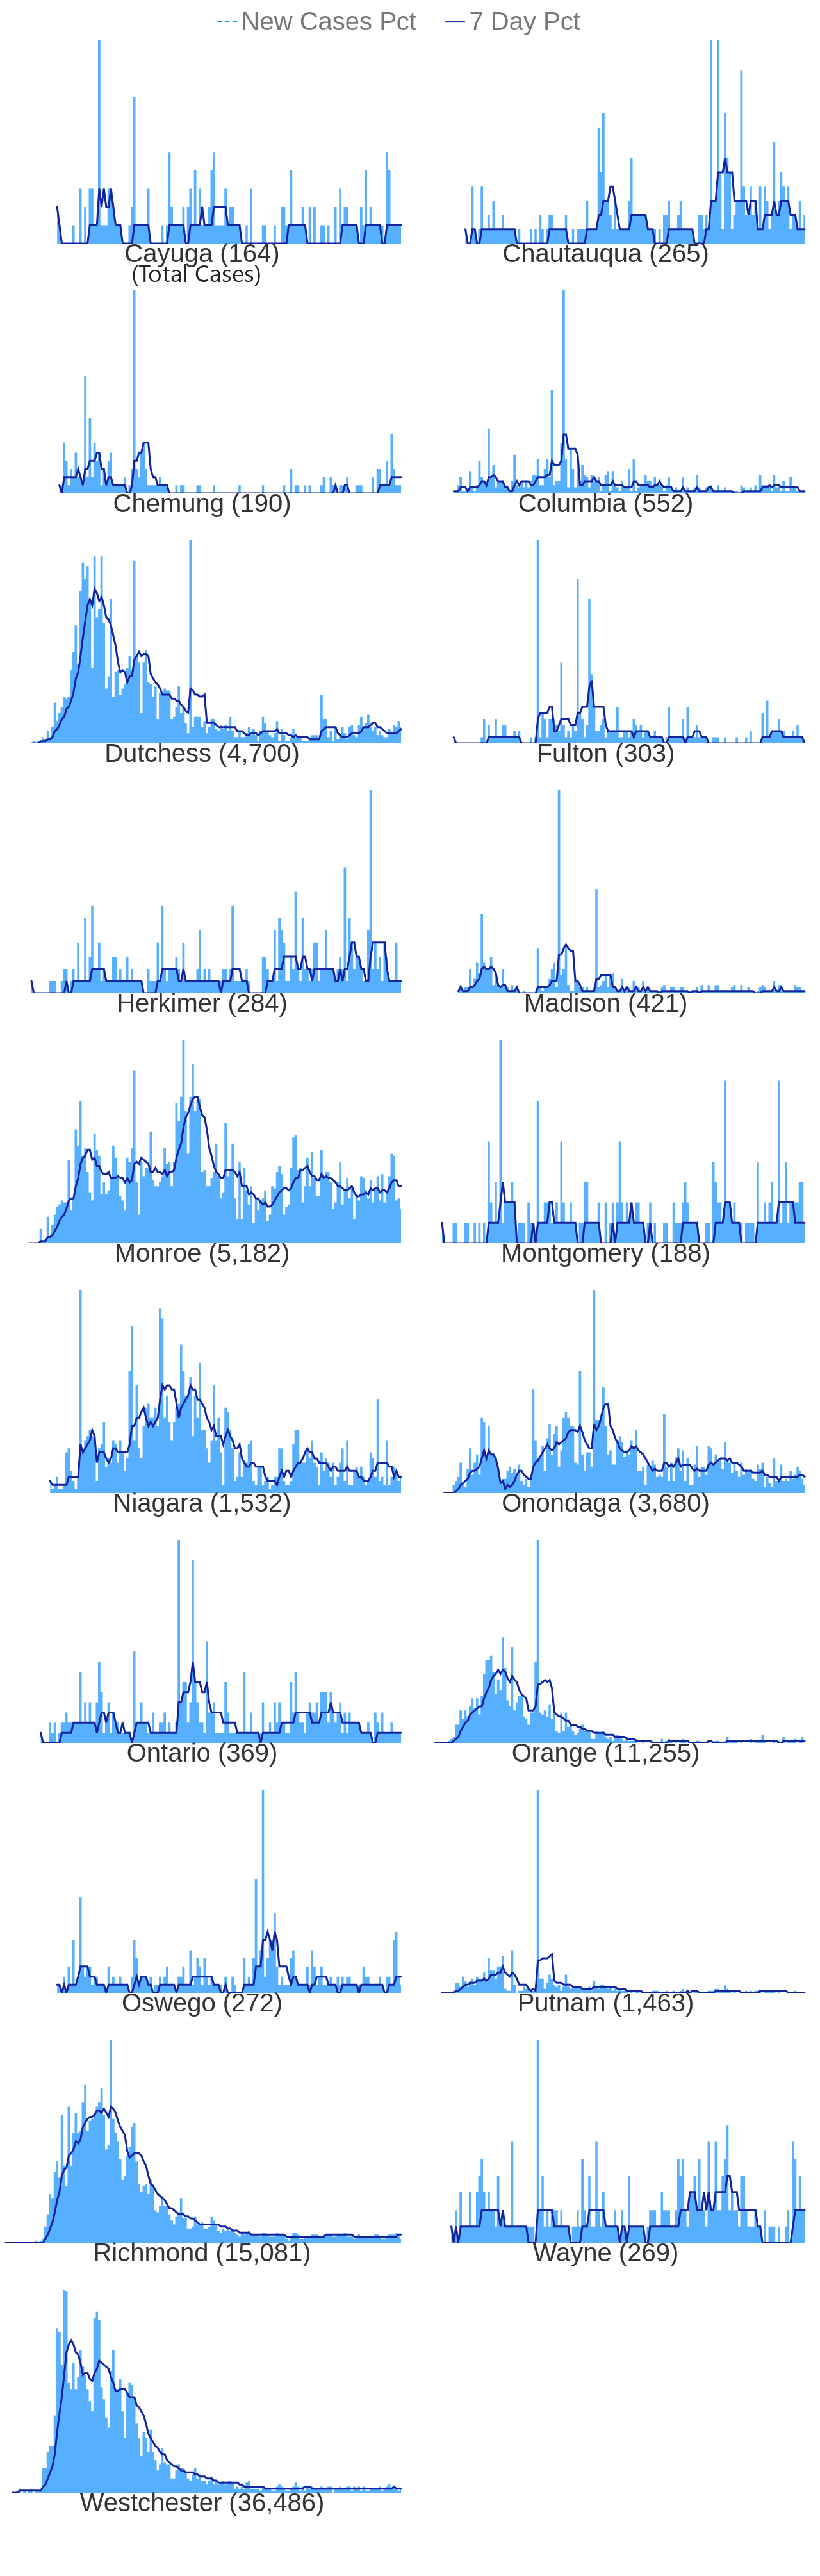 New Cases Pct 7 Day Pct
Cayuga (164) Chautauqua (265)
(Total Cases)
Chemung (190) Columbia (552)
Dutchess (4,700) Fulton (303)
Herkimer (284) Madison (421)
Monroe (5,182) Montgomery (188)
Niagara (1,532) Onondaga (3,680)
Ontario (369) Orange (11,255)
Oswego (272) Putnam (1,463)
Richmond (15,081) Wayne (269)
Westchester (36,486)